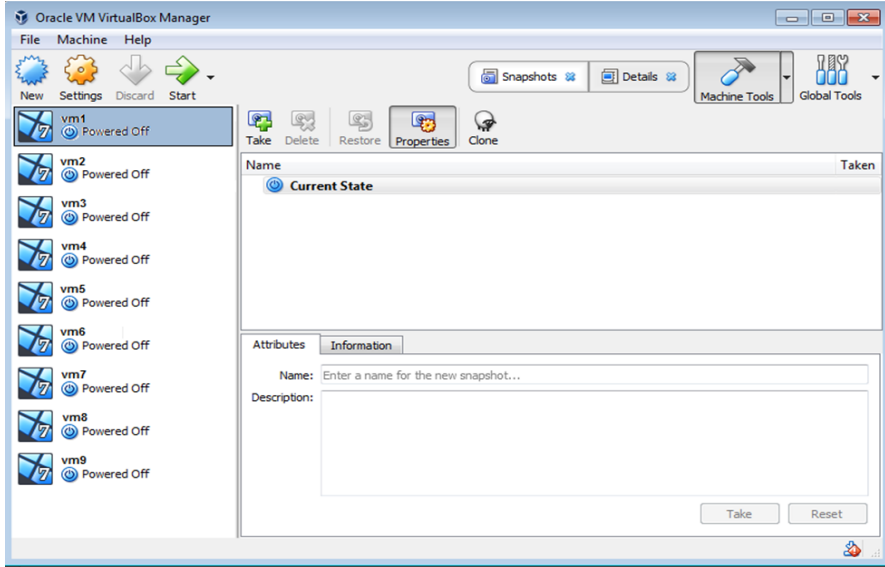 Oracle VM VirtualBox Manager
File Machine Help
New Settings Discard Start
Snapshots Details Machine Tools Global Tools
vm1
Powered Off
vm2
Powered Off
vm3
Powered Off
vm4
Powered Off
vm5
Powered Off
vm6
Powered Off
vm7
Powered Off
vm8
Powered Off
vm9
Powered Off
Take Delete Restore Properties Clone
Name Taken
Current State
Attributes Information
Name: Enter a name for the new snapshot...
Description:
Take Reset